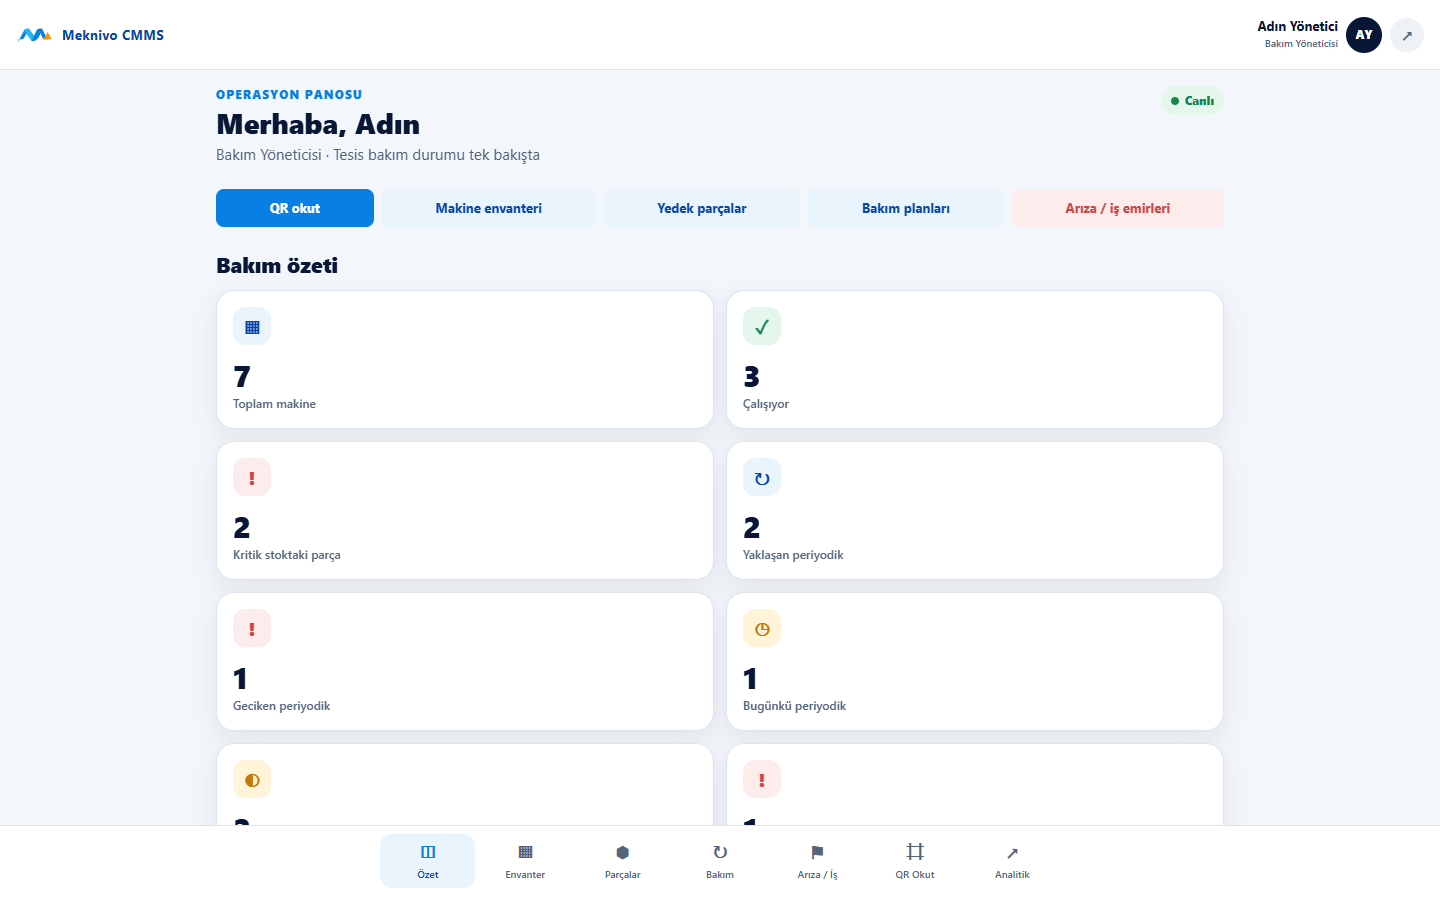 Meknivo CMMS
Adın Yönetici
Bakım Yöneticisi
AY
OPERASYON PANOSU
Canlı
Merhaba, Adın
Bakım Yöneticisi · Tesis bakım durumu tek bakışta
QR okut
Makine envanteri
Yedek parçalar
Bakım planları
Arıza / iş emirleri
Bakım özeti
7
Toplam makine
3
Çalışıyor
2
Kritik stoktaki parça
2
Yaklaşan periyodik
1
Geciken periyodik
1
Bugünkü periyodik
Özet
Envanter
Parçalar
Bakım
Arıza / İş
QR Okut
Analitik